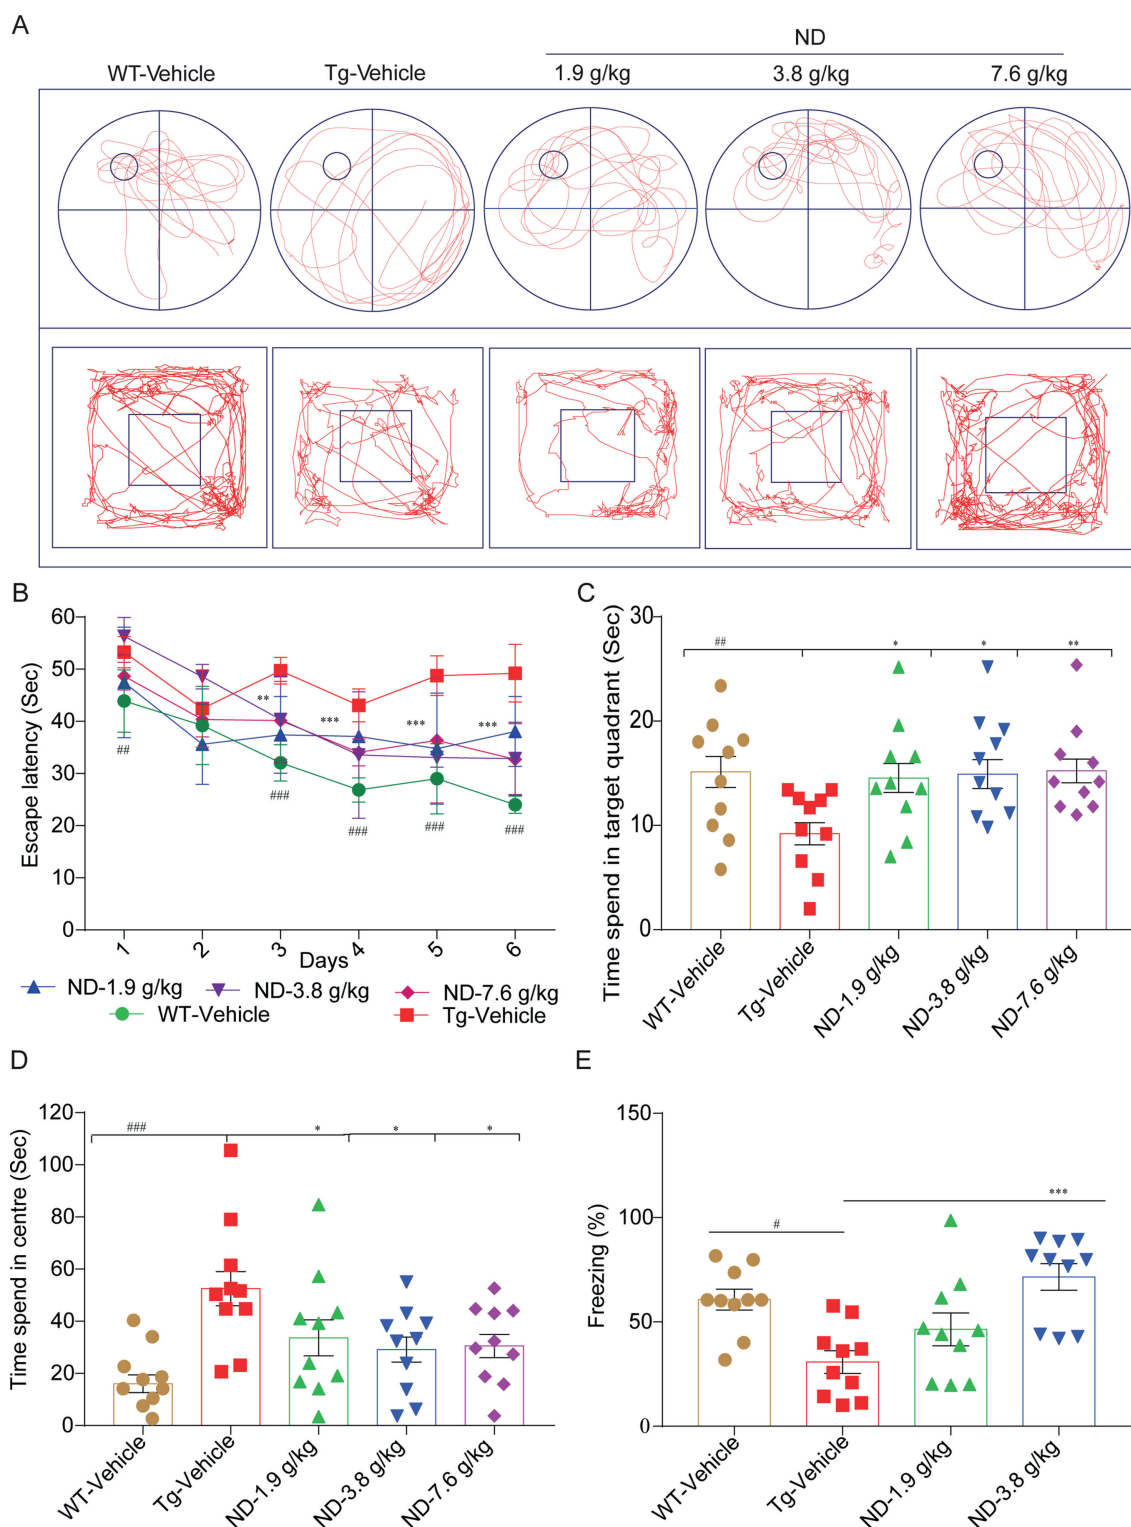 A
ND
WT-Vehicle Tg-Vehicle 1.9 g/kg 3.8 g/kg 7.6 g/kg
B
Escape latency (Sec)
60
50
40
30
20
10
0
** *** *** ***
## ### ### ### ###
1 2 3 4 5 6
Days
ND-1.9 g/kg ND-3.8 g/kg ND-7.6 g/kg
WT-Vehicle Tg-Vehicle
C
Time spend in target quadrant (Sec)
30
20
10
0
## * * **
WT-Vehicle Tg-Vehicle ND-1.9 g/kg ND-3.8 g/kg ND-7.6 g/kg
D
Time spend in centre (Sec)
120
100
80
60
40
20
0
### * * *
WT-Vehicle Tg-Vehicle ND-1.9 g/kg ND-3.8 g/kg ND-7.6 g/kg
E
Freezing (%)
150
100
50
0
# ***
WT-Vehicle Tg-Vehicle ND-1.9 g/kg ND-3.8 g/kg